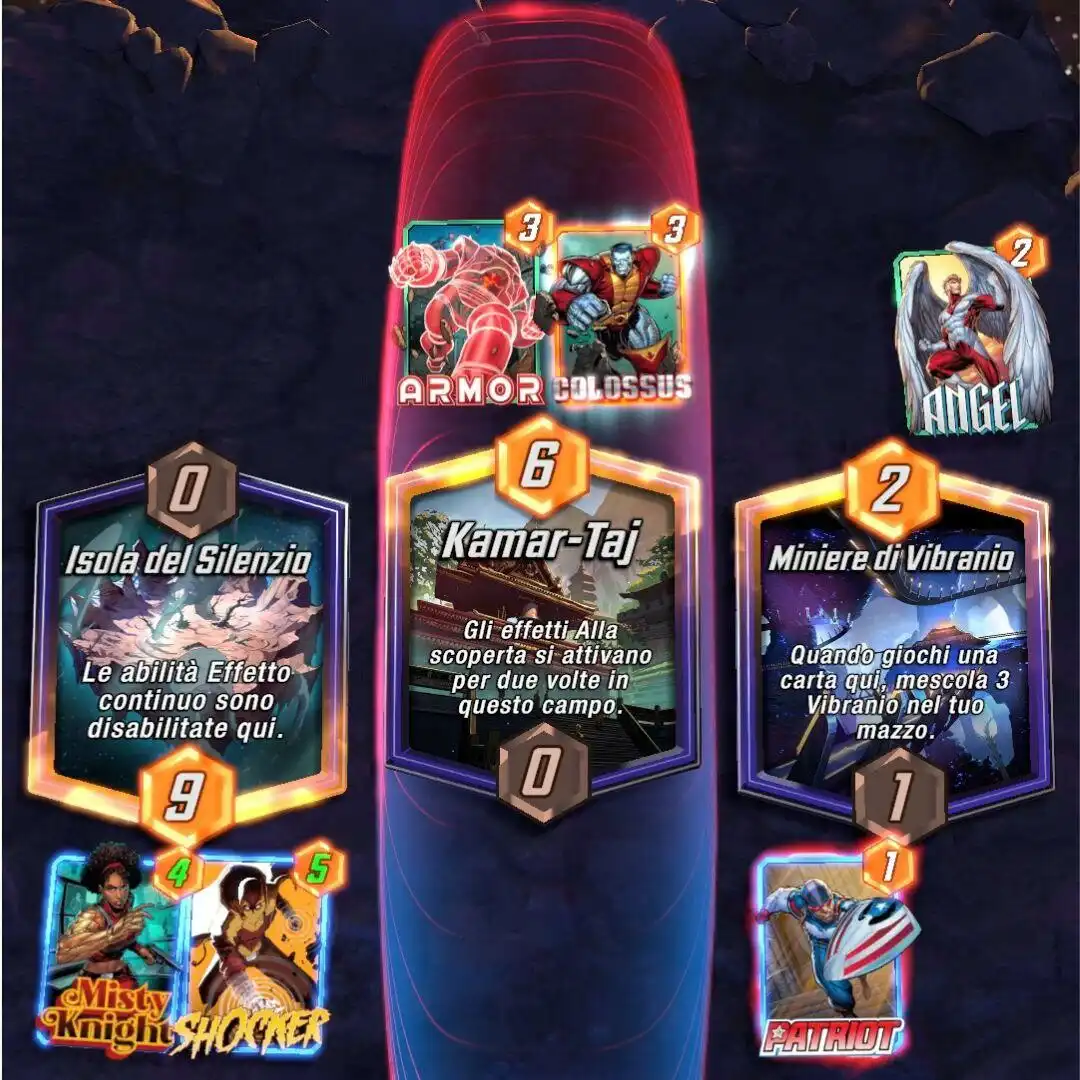 3
3
2
ARMOR
COLOSSUS
ANGEL
0
6
2
Isola del Silenzio
Le abilità Effetto
continuo sono
disabilitate qui.
Kamar-Taj
Gli effetti Alla
scoperta si attivano
per due volte in
questo campo.
Miniere di Vibranio
Quando giochi una
carta qui, mescola 3
Vibranio nel tuo
mazzo.
9
0
1
4
5
1
Misty
Knight
SHOCKER
PATRIOT